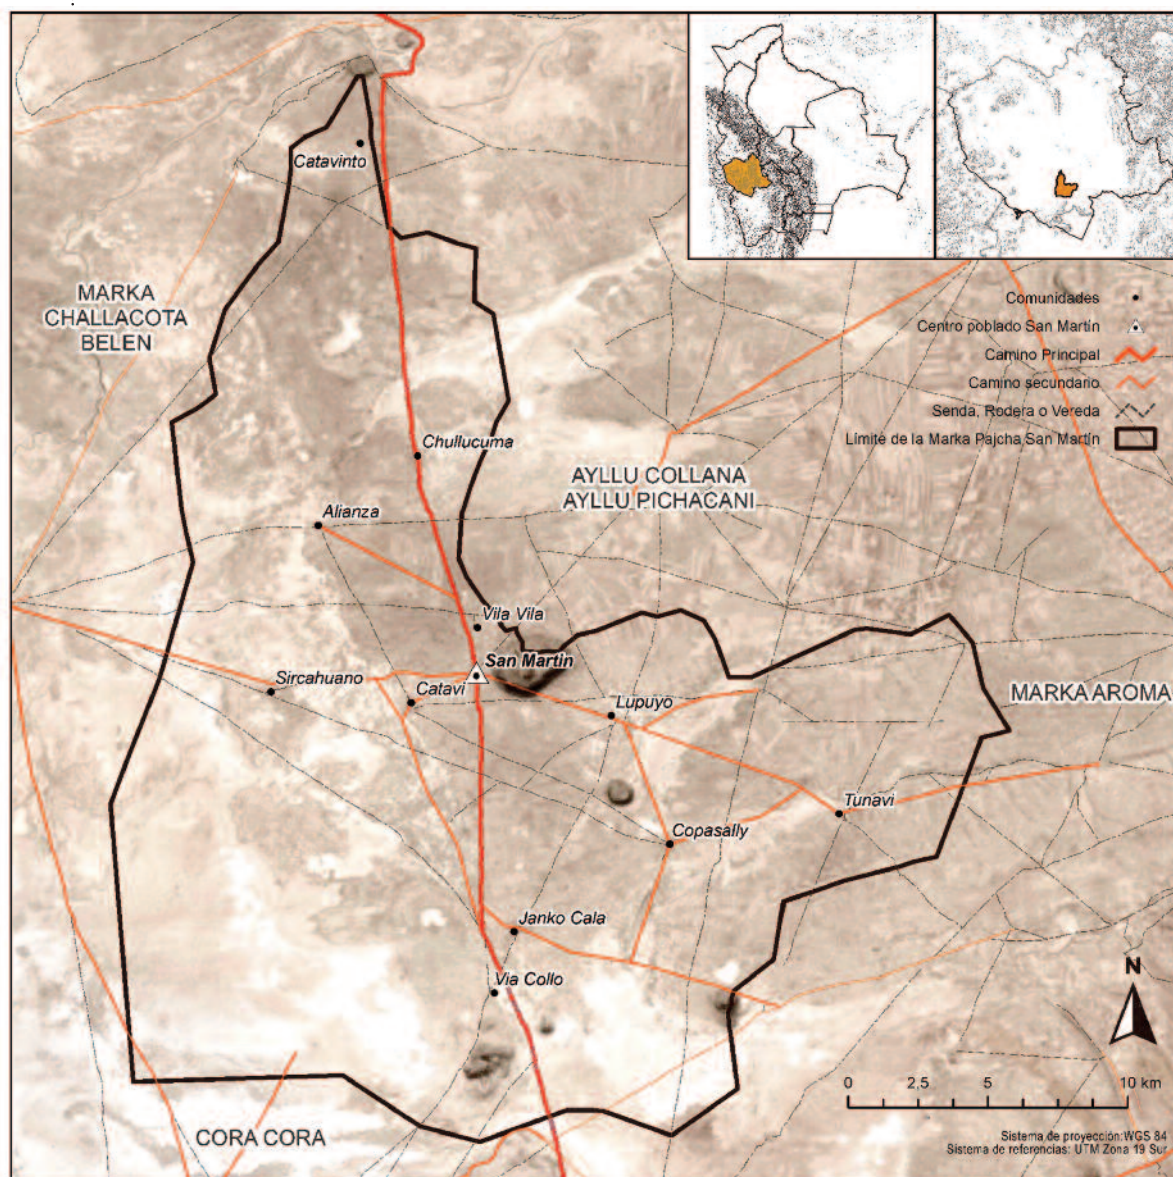 Catavinto
MARKA
CHALLACOTA
BELEN
Comunidades
Centro poblado San Martín
Camino Principal
Camino secundario
Senda, Rodera o Vereda
Límite de la Marka Pajcha San Martín
Chullucuma
AYLLU COLLANA
AYLLU PICHACANI
Alianza
Vila Vila
San Martin
Sircahuano
Catavi
Lupuyo
MARKA AROMA
Tunavi
Copasally
Janko Cala
Via Collo
N
0 2,5 5 10 km
CORA CORA
Sistema de proyección:WGS 84
Sistema de referencias: UTM Zona 19 Sur